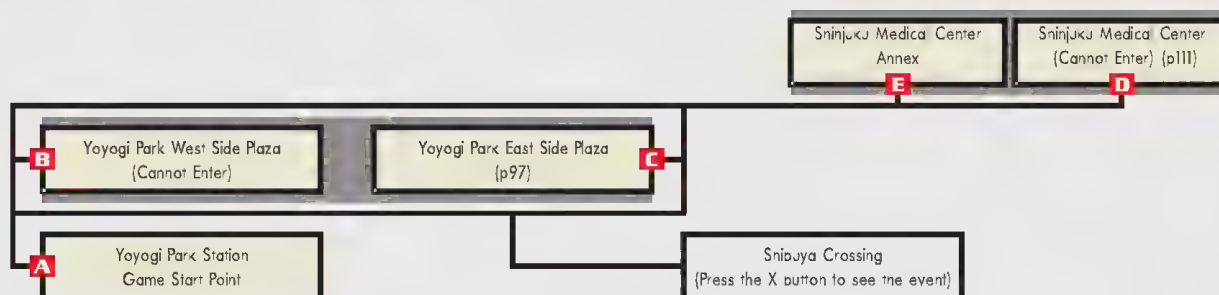 Shinjuku Medical Center
Annex
E
Shinjuku Medical Center
(Cannot Enter) (p111)
D
B
Yoyogi Park West Side Plaza
(Cannot Enter)
Yoyogi Park East Side Plaza
(p97)
C
A
Yoyogi Park Station
Game Start Point
Shibuya Crossing
(Press the X button to see the event)